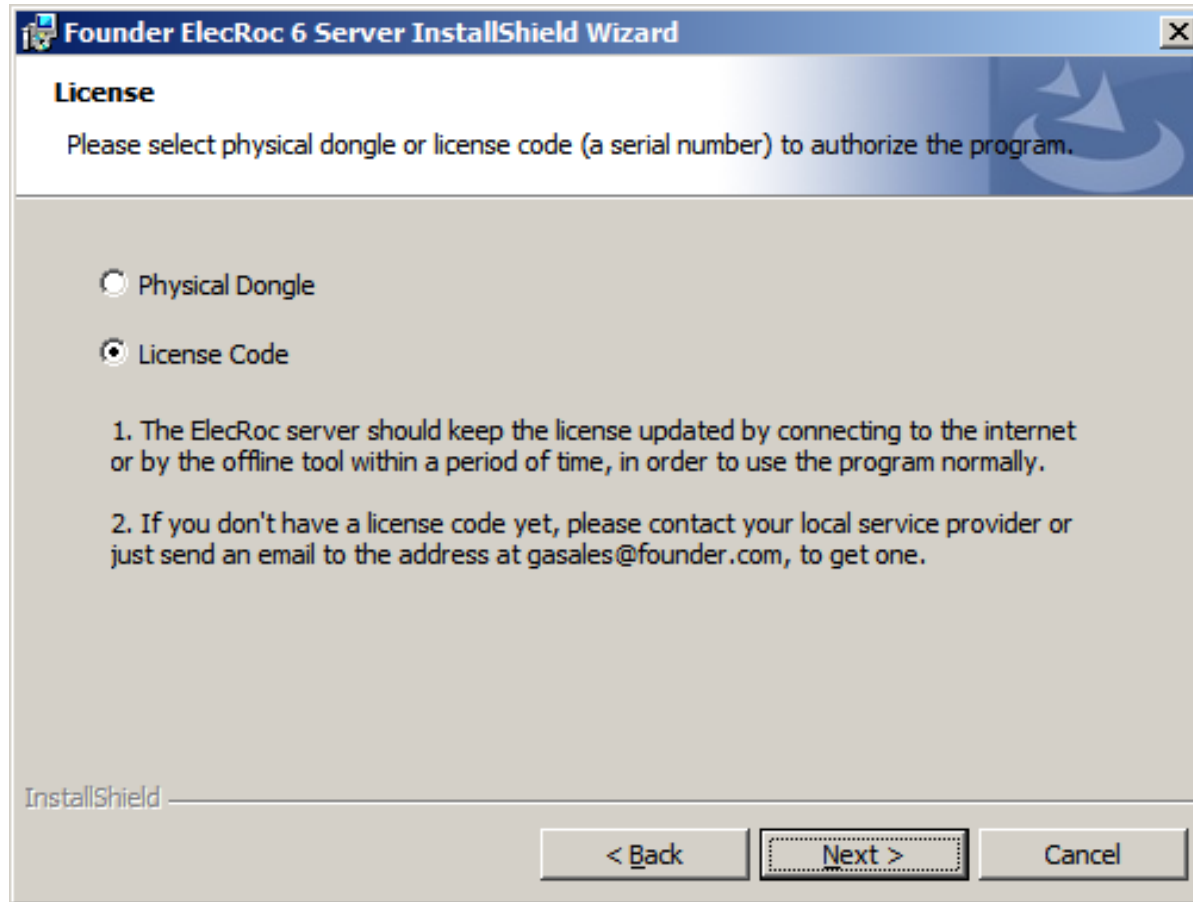 Founder ElecRoc 6 Server InstallShield Wizard
License
Please select physical dongle or license code (a serial number) to authorize the program.
Physical Dongle
License Code
1. The ElecRoc server should keep the license updated by connecting to the internet
or by the offline tool within a period of time, in order to use the program normally.
2. If you don't have a license code yet, please contact your local service provider or
just send an email to the address at gasales@founder.com, to get one.
InstallShield
< Back
Next >
Cancel